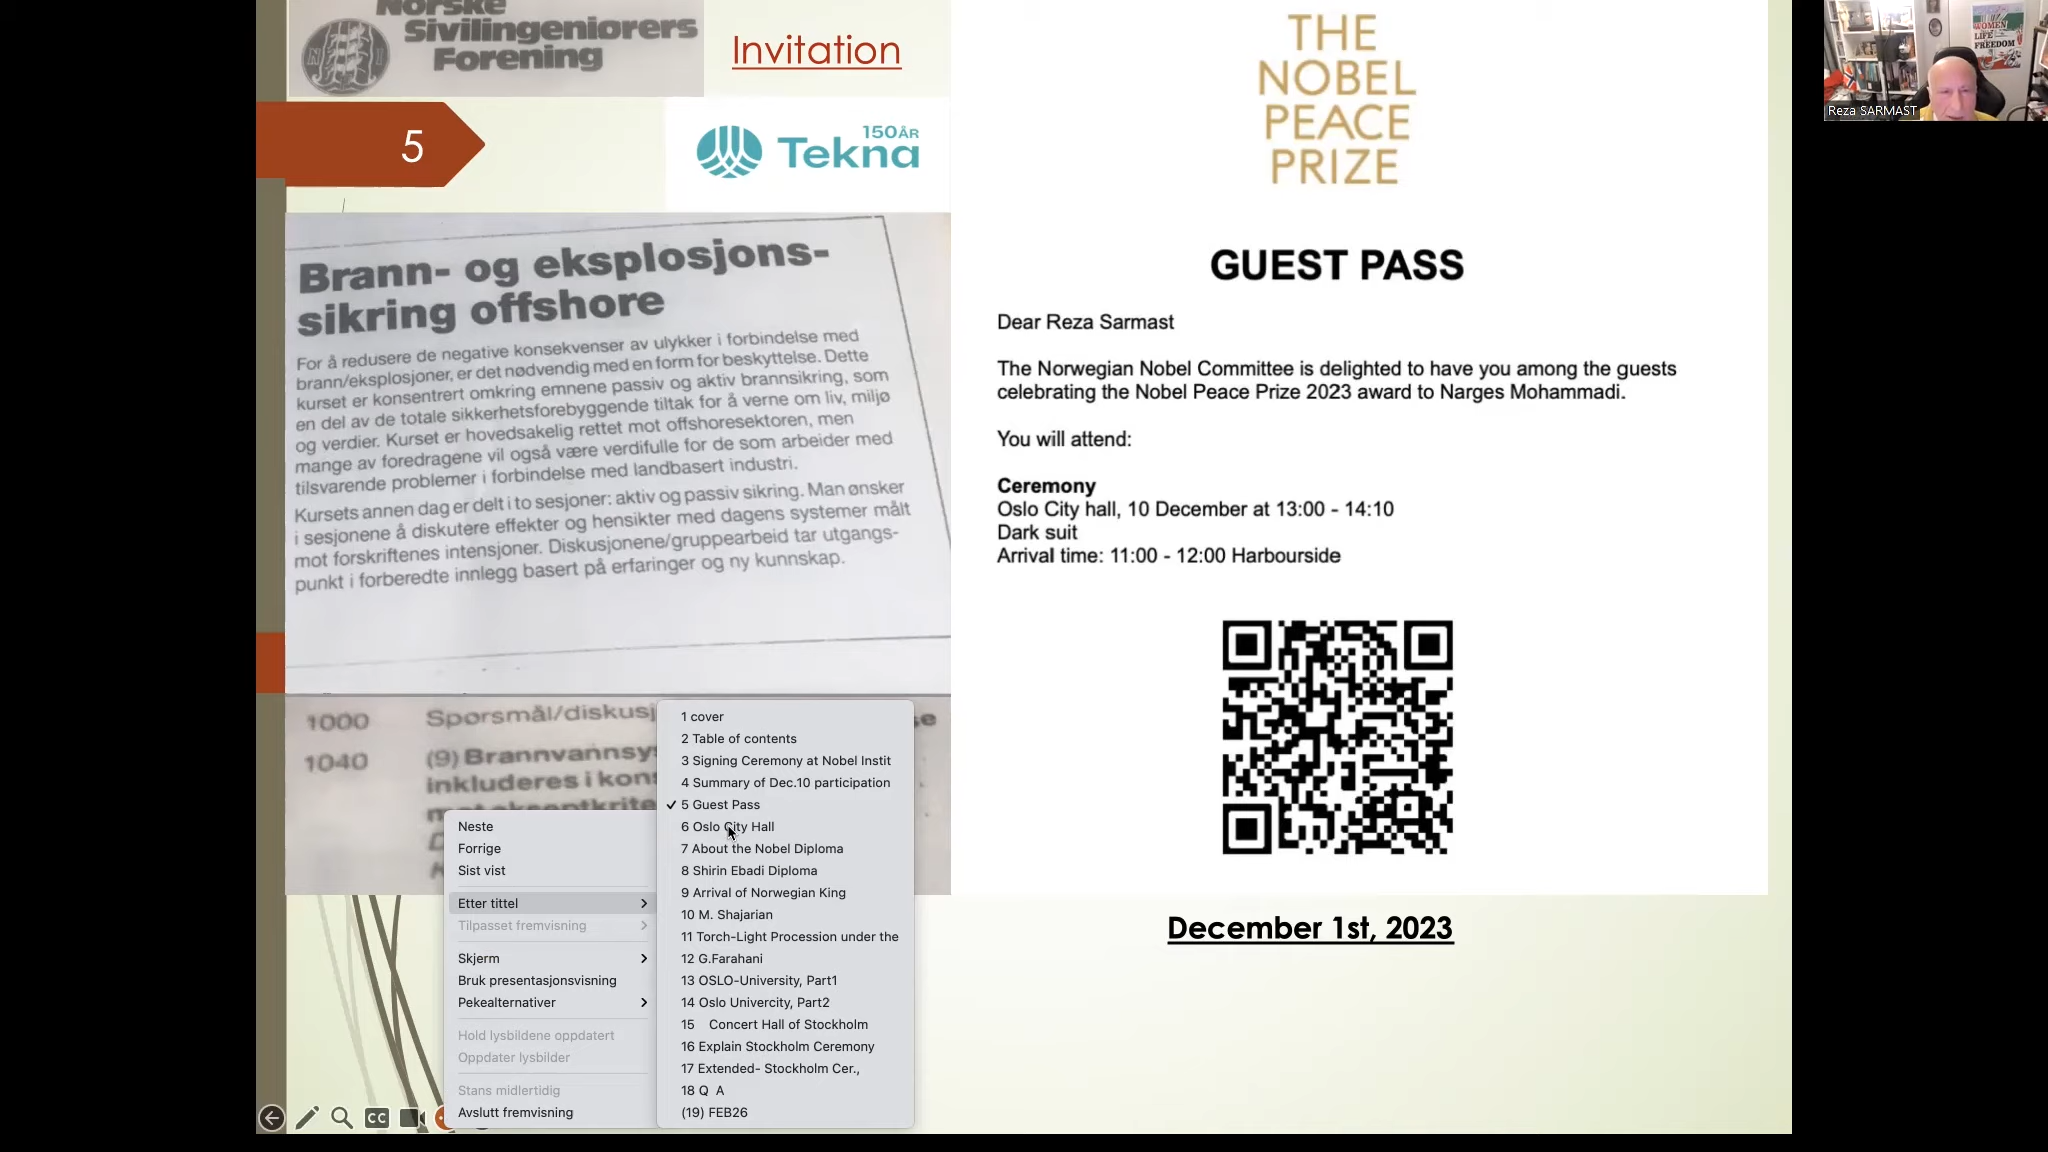 Norske
Sivilingeniørers
Forening
Invitation
5
150 ÅR
Tekna
Brann- og eksplosjons-
sikring offshore
For å redusere de negative konsekvenser av ulykker i forbindelse med
brann/eksplosjoner, er det nødvendig med en form for beskyttelse. Dette
kurset er konsentrert omkring emnene passiv og aktiv brannsikring, som
en del av de totale sikkerhetsforebyggende tiltak for å verne om liv, miljø
og verdier. Kurset er hovedsakelig rettet mot offshoresektoren, men
mange av foredragene vil også være verdifulle for de som arbeider med
tilsvarende problemer i forbindelse med landbasert industri.
Kursets annen dag er delt i to sesjoner: aktiv og passiv sikring. Man ønsker
i sesjonene å diskutere effekter og hensikter med dagens systemer målt
mot forskriftenes intensjoner. Diskusjonene/gruppearbeid tar utgangs-
punkt i forberedte innlegg basert på erfaringer og ny kunnskap.
1000 Spørsmål/diskusj
1040 (9) Brannvannsys
inkluderes i kons
THE
NOBEL
PEACE
PRIZE
GUEST PASS
Dear Reza Sarmast
The Norwegian Nobel Committee is delighted to have you among the guests
celebrating the Nobel Peace Prize 2023 award to Narges Mohammadi.
You will attend:
Ceremony
Oslo City hall, 10 December at 13:00 - 14:10
Dark suit
Arrival time: 11:00 - 12:00 Harbourside
December 1st, 2023
Neste
Forrige
Sist vist
Etter tittel
Tilpasset fremvisning
Skjerm
Bruk presentasjonsvisning
Pekealternativer
Hold lysbildene oppdatert
Oppdater lysbilder
Stans midlertidig
Avslutt fremvisning
1 cover
2 Table of contents
3 Signing Ceremony at Nobel Instit
4 Summary of Dec.10 participation
✓ 5 Guest Pass
6 Oslo City Hall
7 About the Nobel Diploma
8 Shirin Ebadi Diploma
9 Arrival of Norwegian King
10 M. Shajarian
11 Torch-Light Procession under the
12 G.Farahani
13 OSLO-University, Part1
14 Oslo Univercity, Part2
15 Concert Hall of Stockholm
16 Explain Stockholm Ceremony
17 Extended- Stockholm Cer.,
18 Q A
(19) FEB26
CC
WOMEN
LIFE
FREEDOM
Reza SARMAST